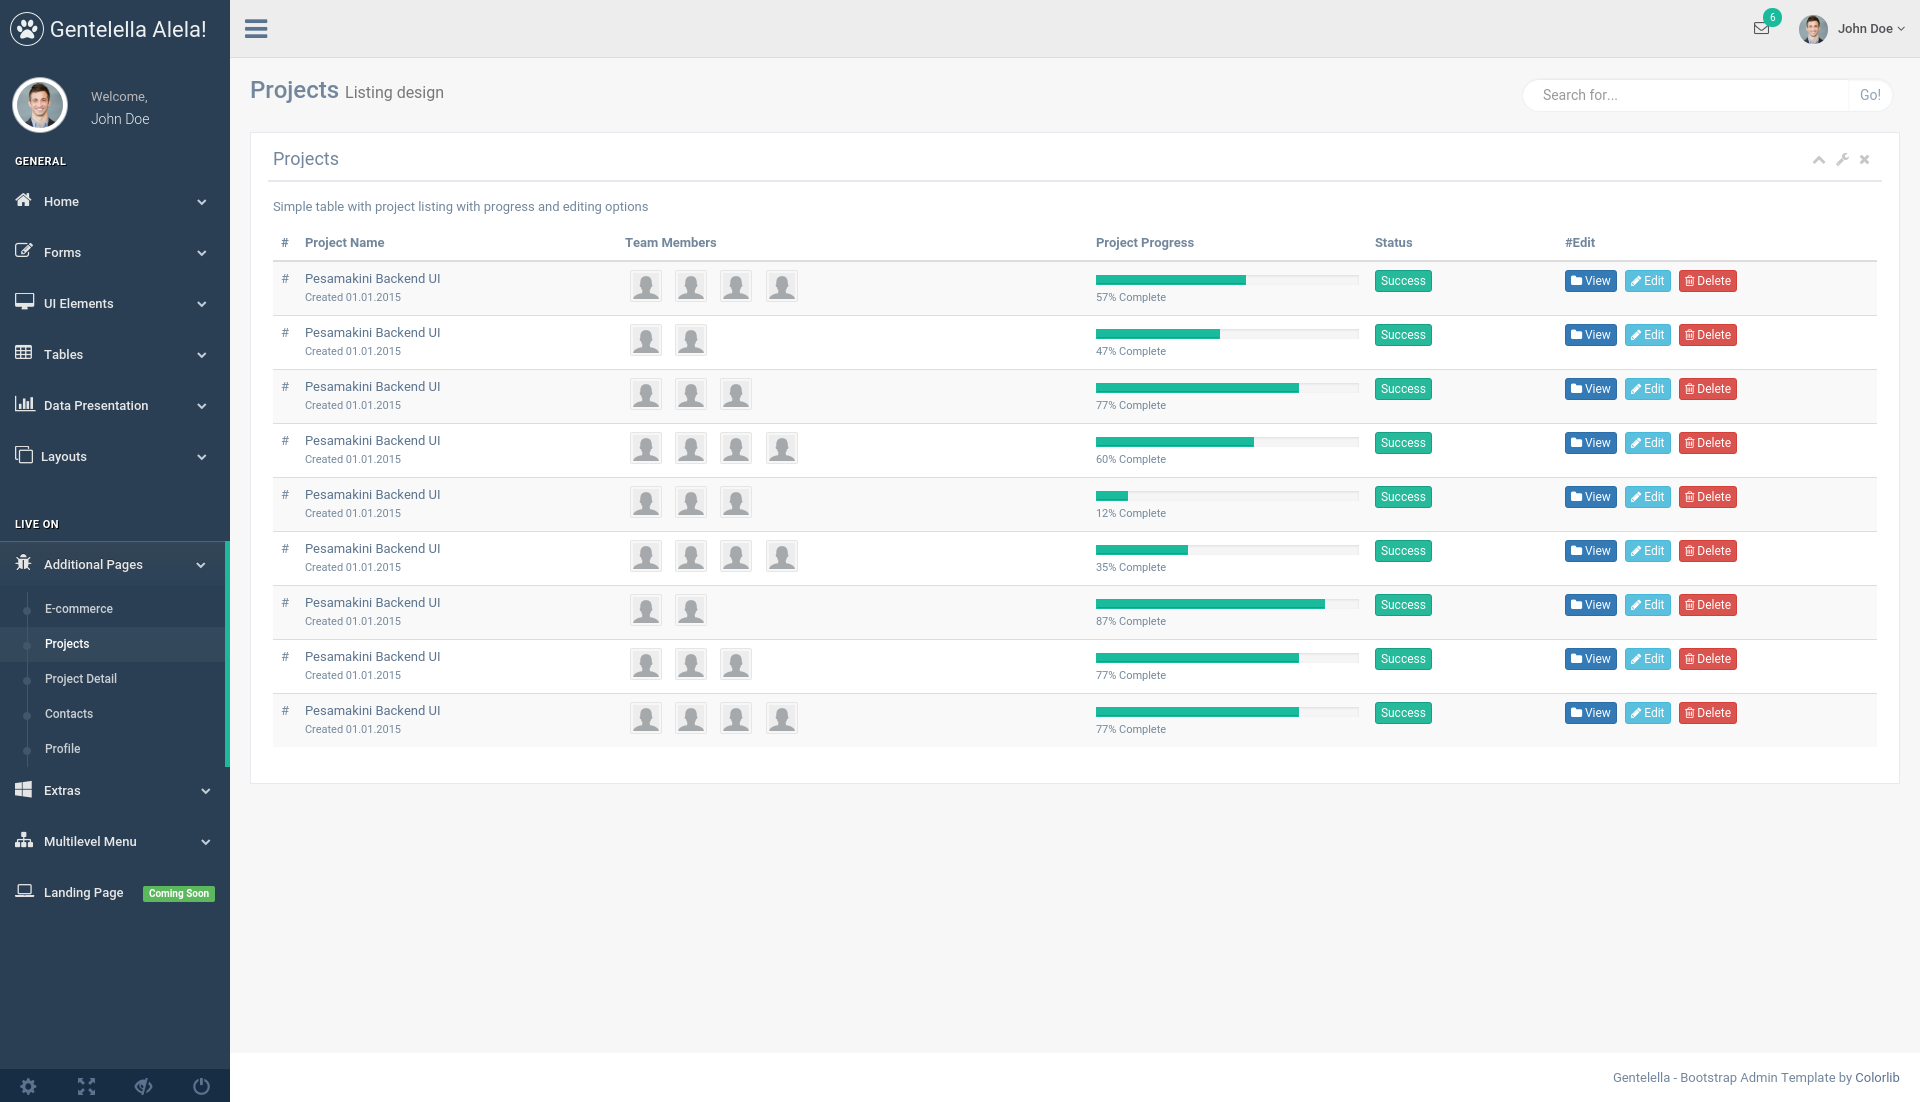 Gentelella Alela!
Welcome,
John Doe
GENERAL
Home
Forms
UI Elements
Tables
Data Presentation
Layouts
LIVE ON
Additional Pages
E-commerce
Projects
Project Detail
Contacts
Profile
Extras
Multilevel Menu
Landing Page Coming Soon
6
John Doe
Projects Listing design
Search for... Go!
Projects
Simple table with project listing with progress and editing options
# Project Name Team Members Project Progress Status #Edit
# Pesamakini Backend UI Success View Edit Delete
Created 01.01.2015 57% Complete
# Pesamakini Backend UI Success View Edit Delete
Created 01.01.2015 47% Complete
# Pesamakini Backend UI Success View Edit Delete
Created 01.01.2015 77% Complete
# Pesamakini Backend UI Success View Edit Delete
Created 01.01.2015 60% Complete
# Pesamakini Backend UI Success View Edit Delete
Created 01.01.2015 12% Complete
# Pesamakini Backend UI Success View Edit Delete
Created 01.01.2015 35% Complete
# Pesamakini Backend UI Success View Edit Delete
Created 01.01.2015 87% Complete
# Pesamakini Backend UI Success View Edit Delete
Created 01.01.2015 77% Complete
# Pesamakini Backend UI Success View Edit Delete
Created 01.01.2015 77% Complete
Gentelella - Bootstrap Admin Template by Colorlib